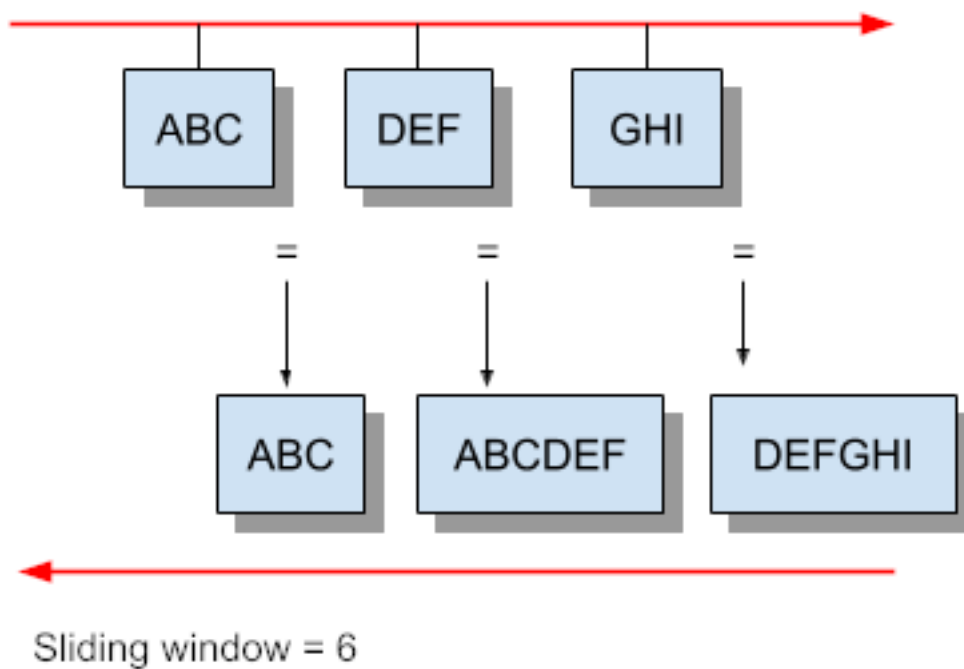 ABC DEF GHI
= = =
ABC ABCDEF DEFGHI
Sliding window = 6